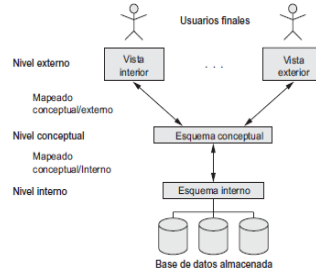 Usuarios finales
Nivel externo
Vista
interior
. . .
Vista
exterior
Mapeado
conceptual/externo
Nivel conceptual
Esquema conceptual
Mapeado
conceptual/Interno
Nivel interno
Esquema interno
Base de datos almacenada